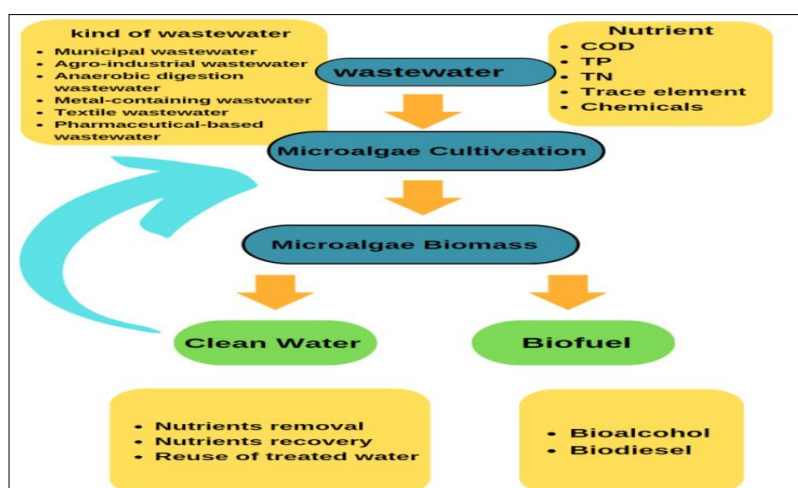 kind of wastewater
• Municipal wastewater
• Agro-industrial wastewater
• Anaerobic digestion
wastewater
• Metal-containing wastwater
• Textile wastewater
• Pharmaceutical-based
wastewater
wastewater
Nutrient
• COD
• TP
• TN
• Trace element
• Chemicals
Microalgae Cultiveation
Microalgae Biomass
Clean Water
Biofuel
• Nutrients removal
• Nutrients recovery
• Reuse of treated water
• Bioalcohol
• Biodiesel